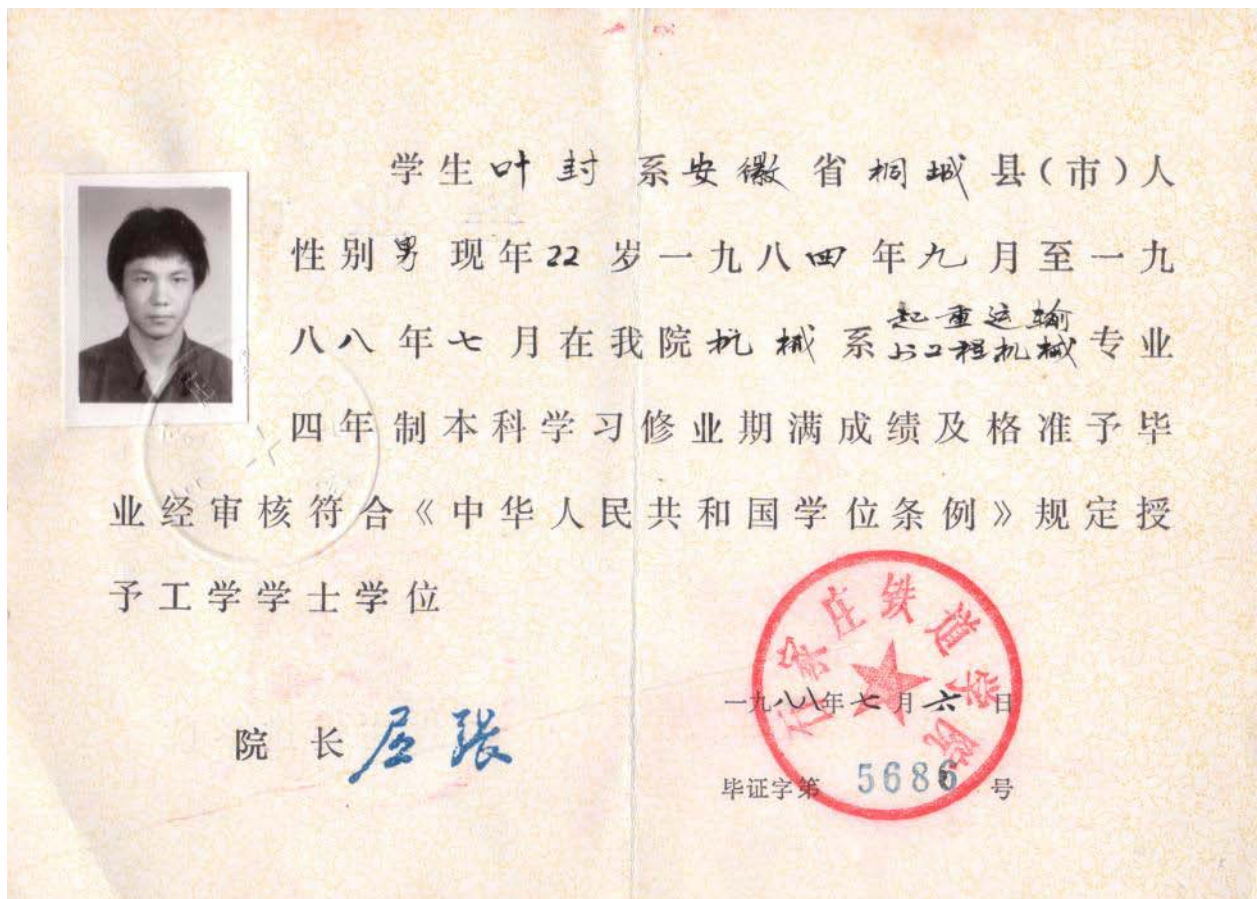 学生叶封系安徽省桐城县(市)人
性别男现年22岁一九八四年九月至一九
八八年七月在我院机械系起重运输
与工程机械专业
四年制本科学习修业期满成绩及格准予毕
业经审核符合《中华人民共和国学位条例》规定授
予工学学士学位
石家庄铁道学院
一九八八年七月六日
院长
毕证字第 5686 号